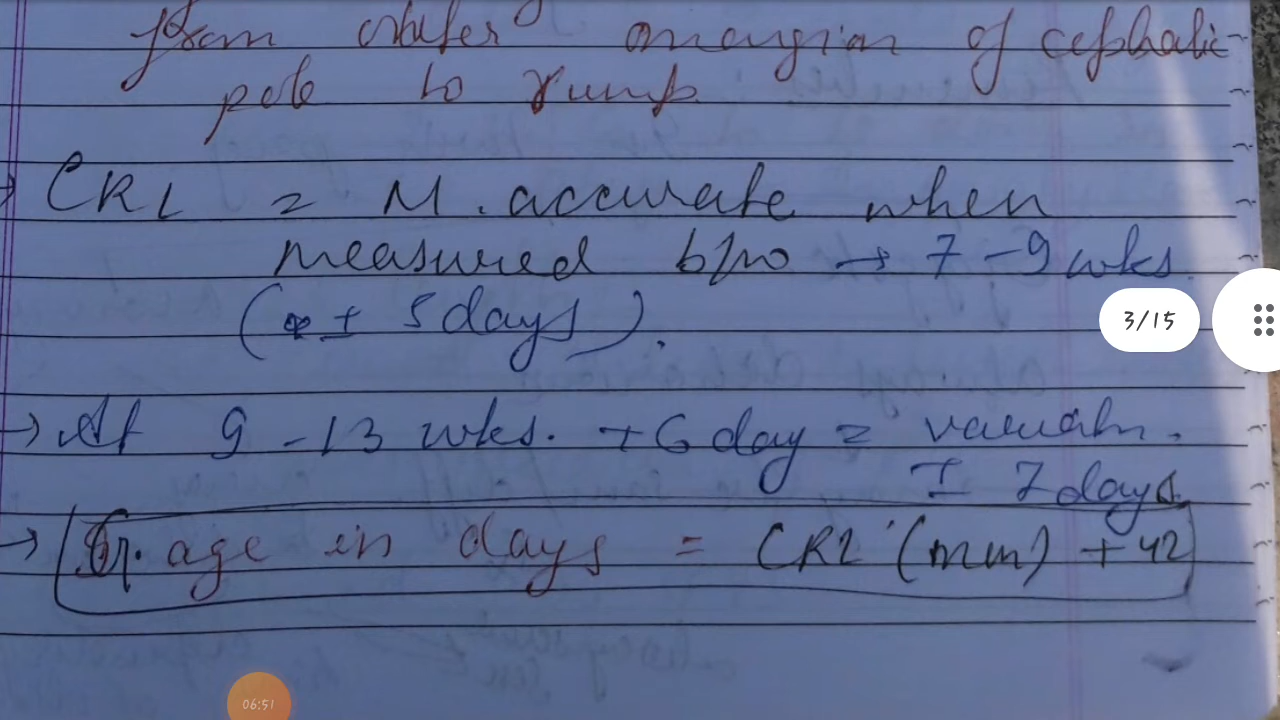 from outer margin of cephalic
pole to rump
→ CRL = M. accurate when
measured b/w → 7-9 wks.
(± 5 days).
→ At 9-13 wks. +6 day = variatn.
± 7 days
→ G. age in days = CRL (mm) + 42
3/15
06:51